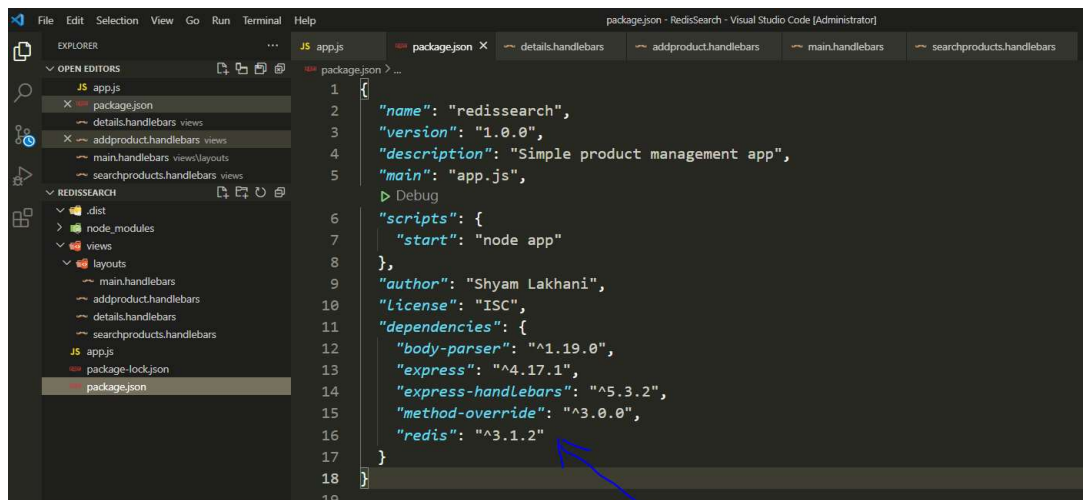 File Edit Selection View Go Run Terminal Help package.json - RedisSearch - Visual Studio Code [Administrator]
EXPLORER ...
OPEN EDITORS
JS app.js
package.json
details.handlebars views
addproduct.handlebars views
main.handlebars views\layouts
searchproducts.handlebars views
REDISSEARCH
.dist
node_modules
views
layouts
main.handlebars
addproduct.handlebars
details.handlebars
searchproducts.handlebars
JS app.js
package-lock.json
package.json
JS app.js package.json details.handlebars addproduct.handlebars main.handlebars searchproducts.handlebars
package.json > ...
1 {
2 "name": "redissearch",
3 "version": "1.0.0",
4 "description": "Simple product management app",
5 "main": "app.js",
Debug
6 "scripts": {
7 "start": "node app"
8 },
9 "author": "Shyam Lakhani",
10 "license": "ISC",
11 "dependencies": {
12 "body-parser": "^1.19.0",
13 "express": "^4.17.1",
14 "express-handlebars": "^5.3.2",
15 "method-override": "^3.0.0",
16 "redis": "^3.1.2"
17 }
18 }
19